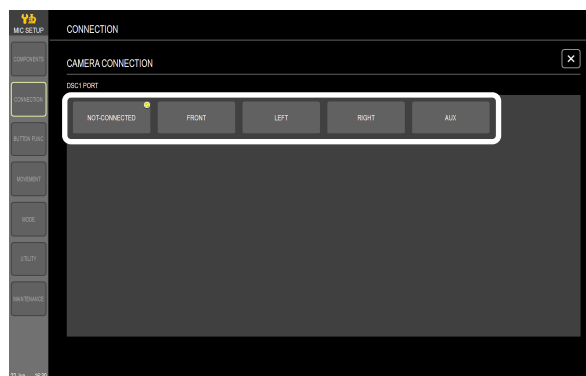 MIC SETUP
CONNECTION
COMPONENTS
CAMERA CONNECTION
DSC1 PORT
CONNECTION
NOT-CONNECTED FRONT LEFT RIGHT AUX
BUTTON FUNC
MOVEMENT
MODE
UTILITY
MAINTENANCE